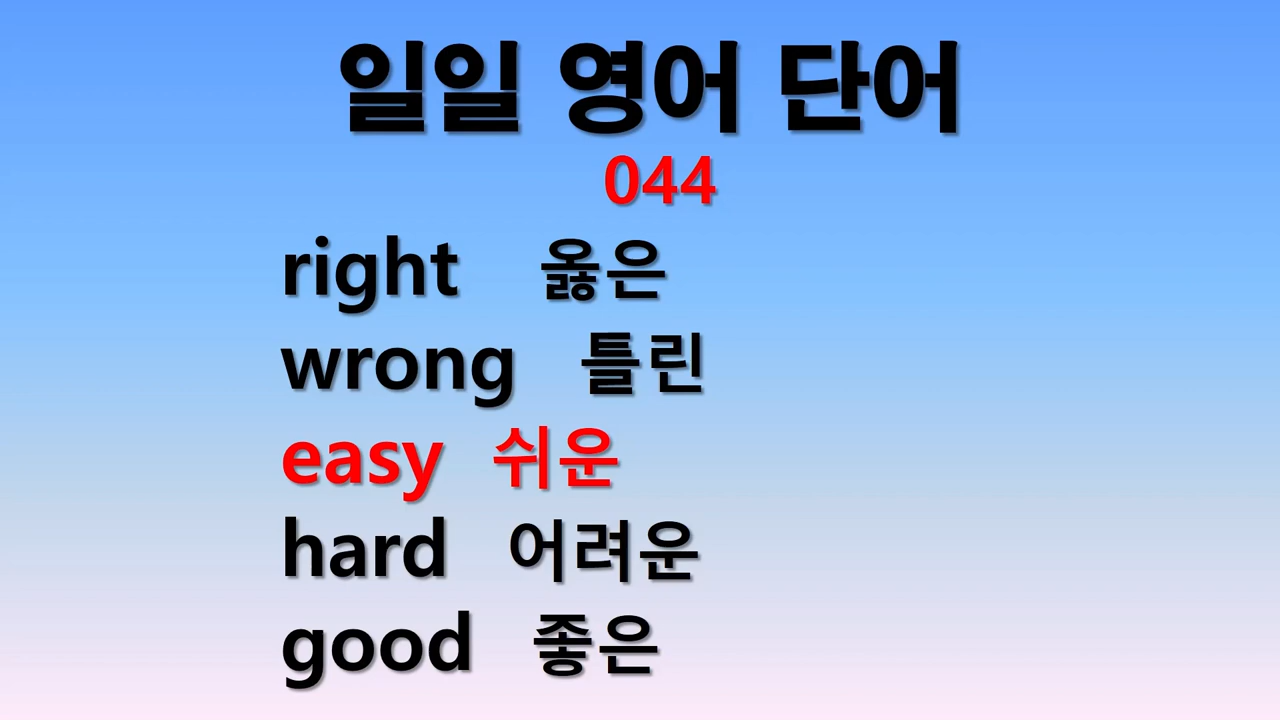 일일 영어 단어
044
right 옳은
wrong 틀린
easy 쉬운
hard 어려운
good 좋은